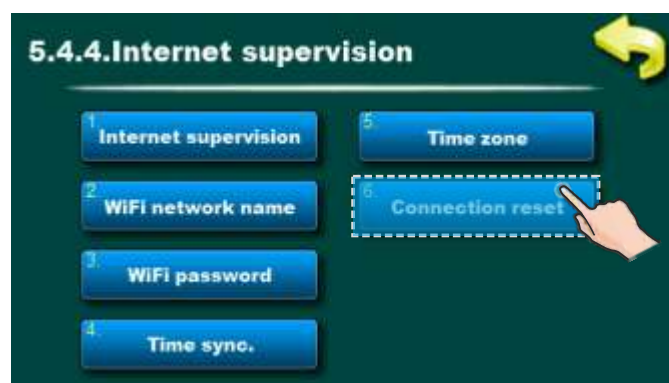 5.4.4.Internet supervision
1.
Internet supervision
2.
WiFi network name
3.
WiFi password
4.
Time sync.
5.
Time zone
6.
Connection reset